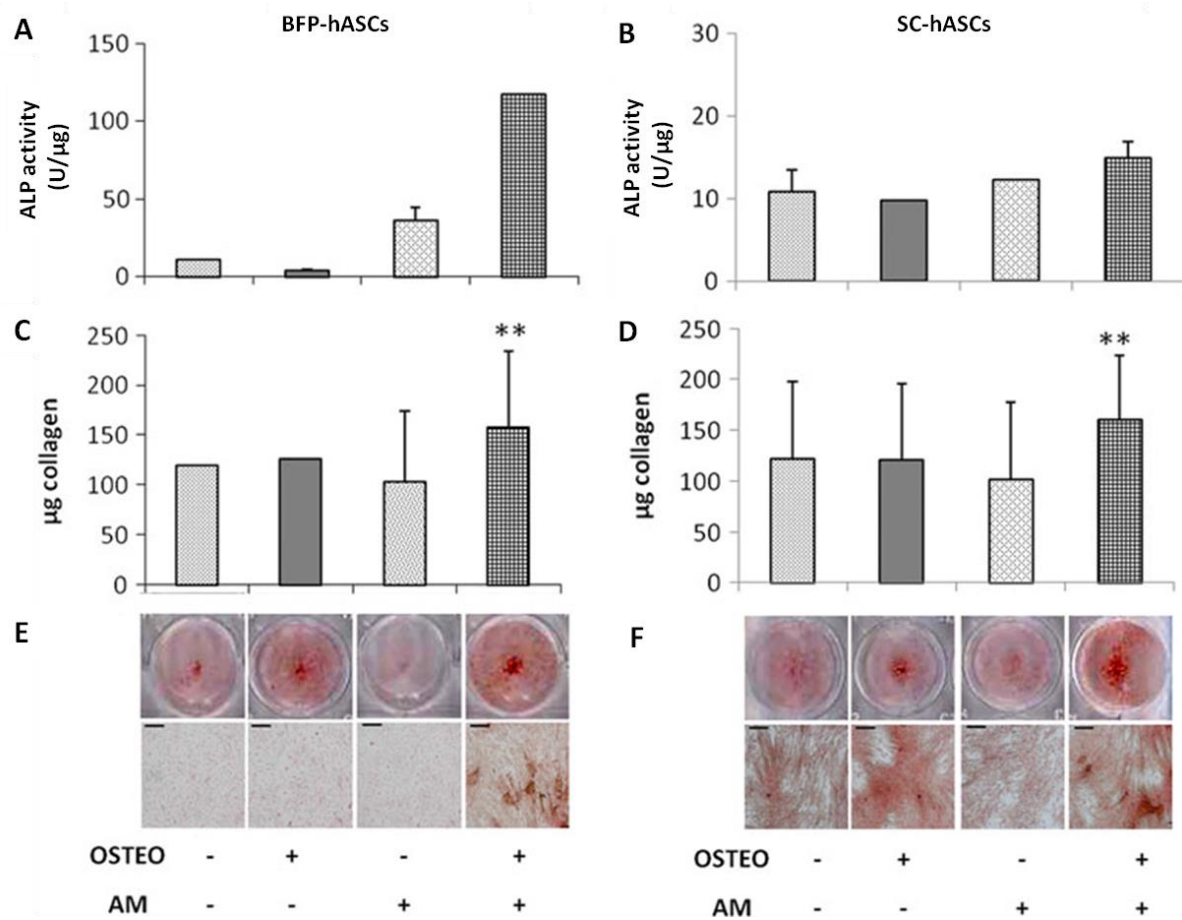 A
BFP-hASCs
150
100
50
0
ALP activity
(U/µg)
B
SC-hASCs
30
20
10
0
ALP activity
(U/µg)
C
250
200
150
100
50
0
µg collagen
**
D
250
200
150
100
50
0
µg collagen
**
E
F
OSTEO - + - +
AM - - + +
OSTEO - + - +
AM - - + +